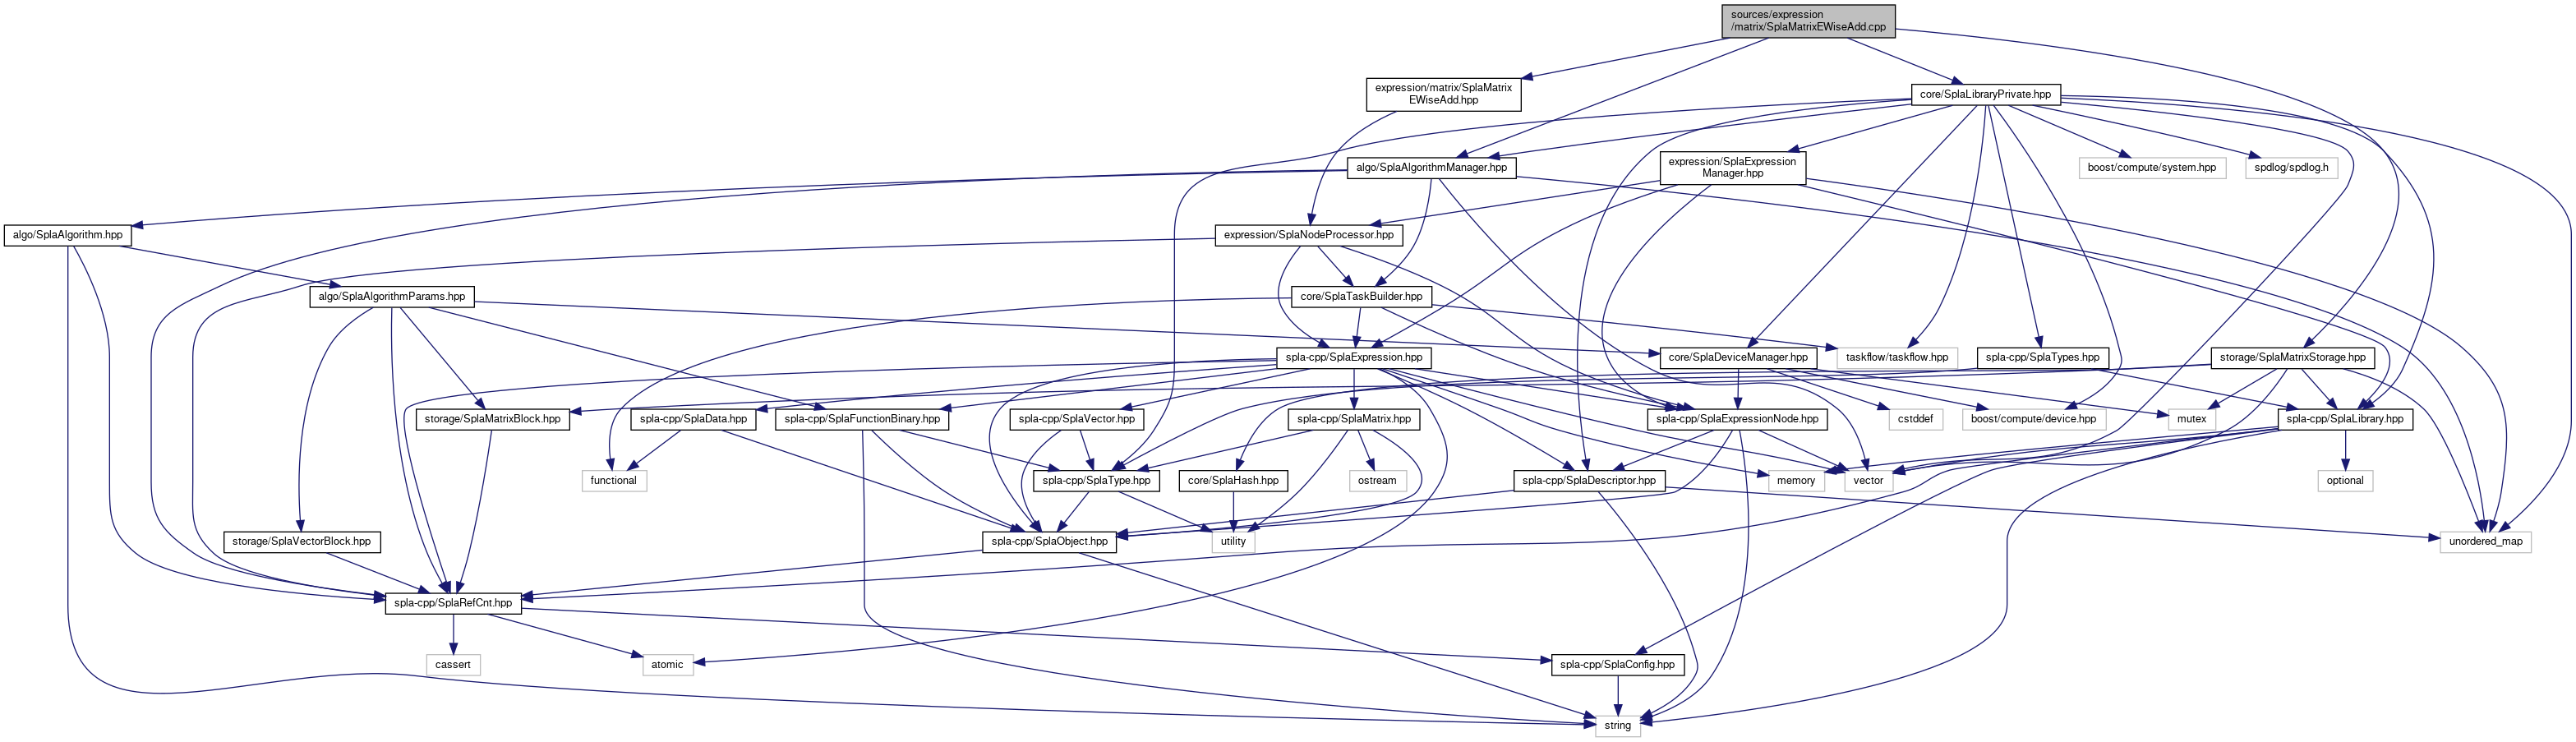 sources/expression
/matrix/SplaMatrixEWiseAdd.cpp
expression/matrix/SplaMatrix
EWiseAdd.hpp
core/SplaLibraryPrivate.hpp
algo/SplaAlgorithmManager.hpp
expression/SplaExpression
Manager.hpp
boost/compute/system.hpp
spdlog/spdlog.h
algo/SplaAlgorithm.hpp
expression/SplaNodeProcessor.hpp
algo/SplaAlgorithmParams.hpp
core/SplaTaskBuilder.hpp
spla-cpp/SplaExpression.hpp
core/SplaDeviceManager.hpp
taskflow/taskflow.hpp
spla-cpp/SplaTypes.hpp
storage/SplaMatrixStorage.hpp
storage/SplaMatrixBlock.hpp
spla-cpp/SplaData.hpp
spla-cpp/SplaFunctionBinary.hpp
spla-cpp/SplaVector.hpp
spla-cpp/SplaMatrix.hpp
spla-cpp/SplaExpressionNode.hpp
cstddef
boost/compute/device.hpp
mutex
spla-cpp/SplaLibrary.hpp
functional
spla-cpp/SplaType.hpp
core/SplaHash.hpp
ostream
spla-cpp/SplaDescriptor.hpp
memory
vector
optional
storage/SplaVectorBlock.hpp
spla-cpp/SplaObject.hpp
utility
unordered_map
spla-cpp/SplaRefCnt.hpp
cassert
atomic
spla-cpp/SplaConfig.hpp
string